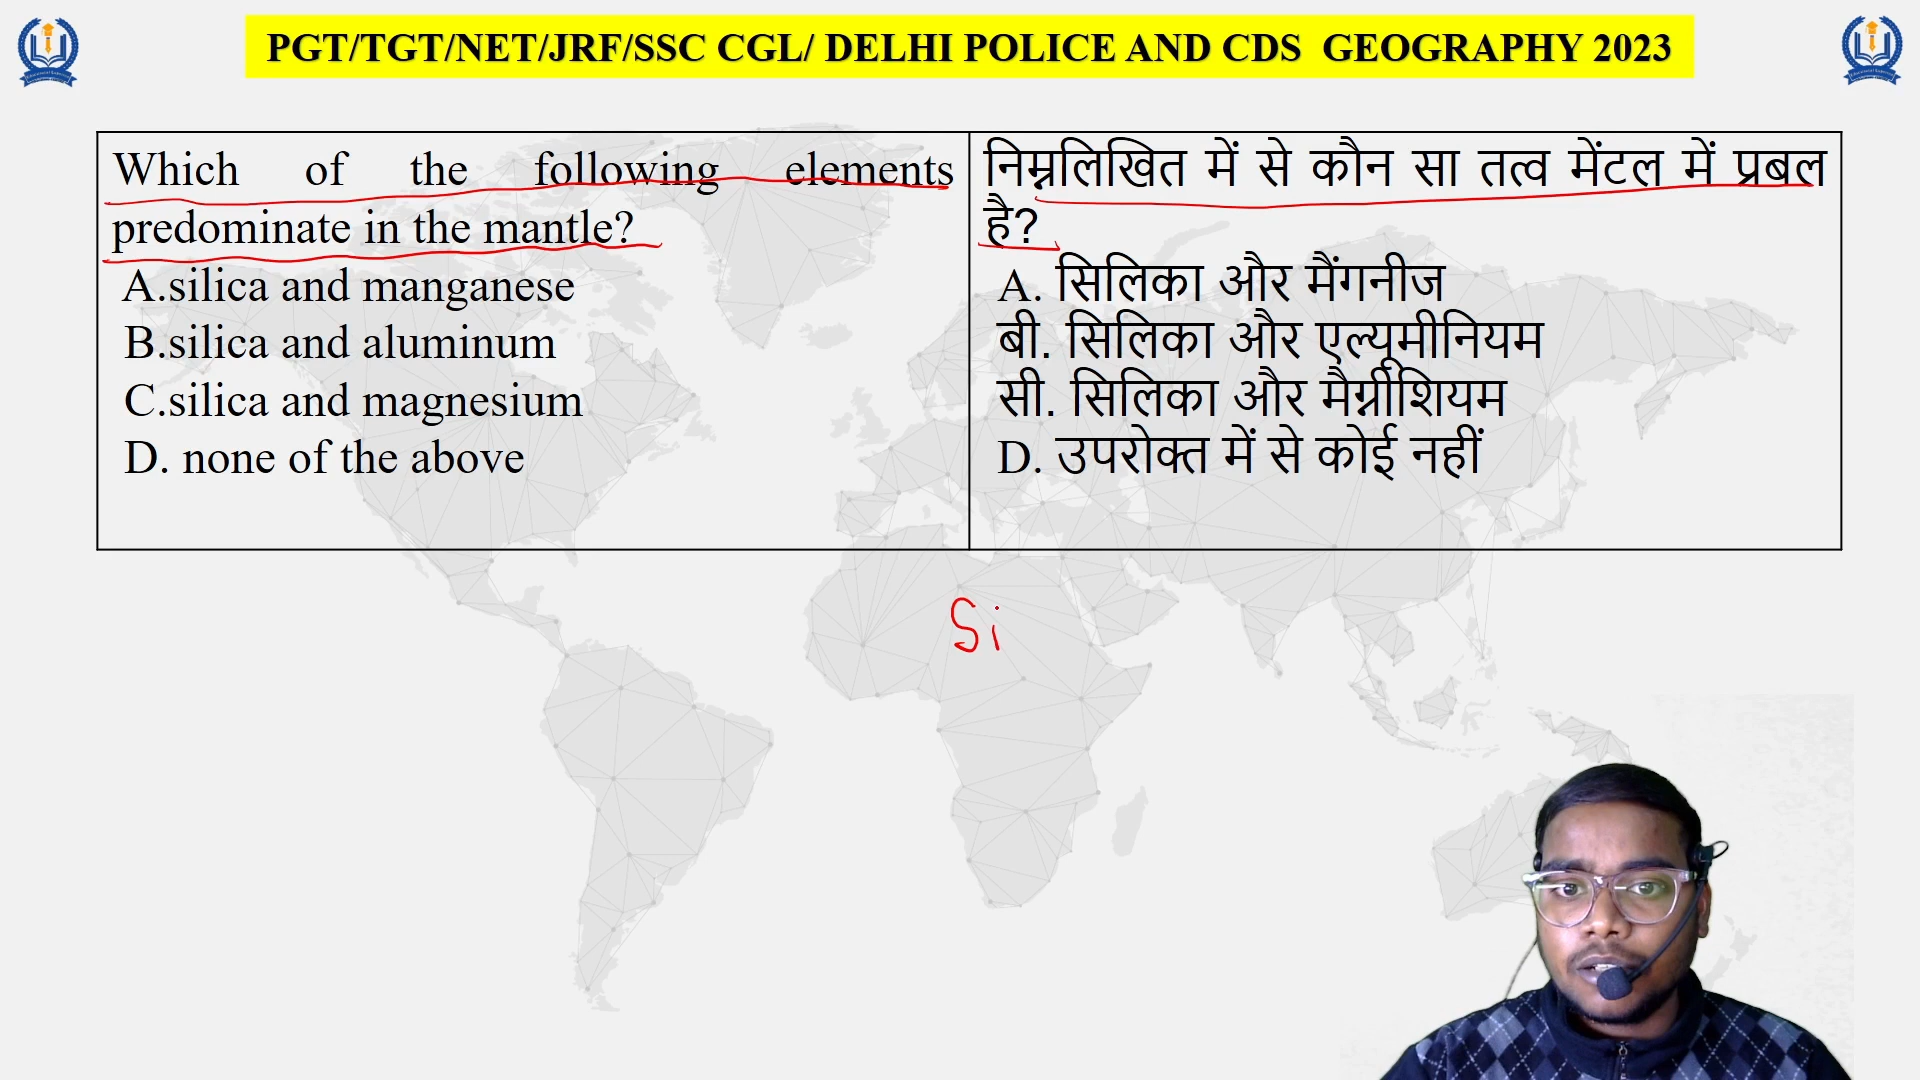 PGT/TGT/NET/JRF/SSC CGL/ DELHI POLICE AND CDS GEOGRAPHY 2023
Which of the following elements
predominate in the mantle?
A.silica and manganese
B.silica and aluminum
C.silica and magnesium
D. none of the above
निम्नलिखित में से कौन सा तत्व मेंटल में प्रबल
है?
A. सिलिका और मैंगनीज
बी. सिलिका और एल्यूमीनियम
सी. सिलिका और मैग्नीशियम
D. उपरोक्त में से कोई नहीं
Si